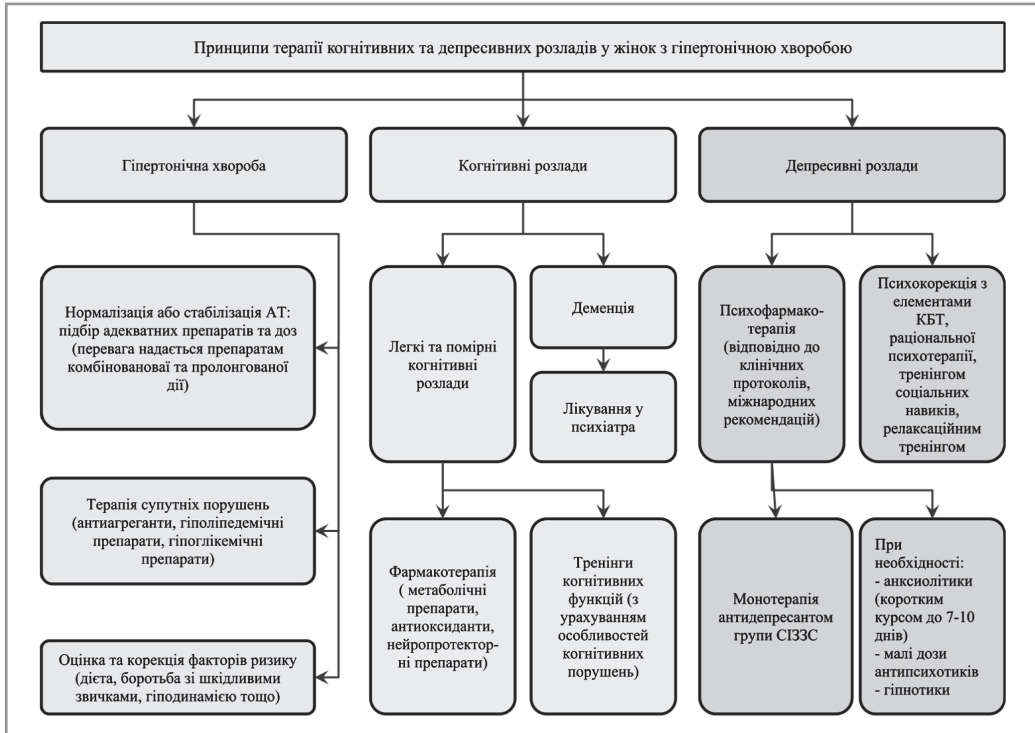 Принципи терапії когнітивних та депресивних розладів у жінок з гіпертонічною хворобою
Гіпертонічна хвороба
Когнітивні розлади
Депресивні розлади
Нормалізація або стабілізація АТ:
підбір адекватних препаратів та доз
(перевага надається препаратам
комбіновановаї та пролонгованої
дії)
Терапія супутніх порушень
(антиагреганти, гіполіпедемічні
препарати, гіпоглікемічні
препарати)
Оцінка та корекція факторів ризику
(дієта, боротьба зі шкідливими
звичками, гіподинамією тощо)
Легкі та помірні
когнітивні
розлади
Деменція
Лікування у
психіатра
Фармакотерапія
( метаболічні
препарати,
антиоксиданти,
нейропротектор-
ні препарати)
Тренінги
когнітивних
функцій (з
урахуванням
особливостей
когнітивних
порушень)
Психофармако-
терапія
(відповідно до
клінічних
протоколів,
міжнародних
рекомендацій)
Психокорекція з
елементами
КБТ,
раціональної
психотерапії,
тренінгом
соціальних
навиків,
релаксаційним
тренінгом
Монотерапія
антидепресантом
групи СІЗЗС
При
необхідності:
- анксиолітики
(коротким
курсом до 7-10
днів)
- малі дози
антипсихотиків
- гіпнотики